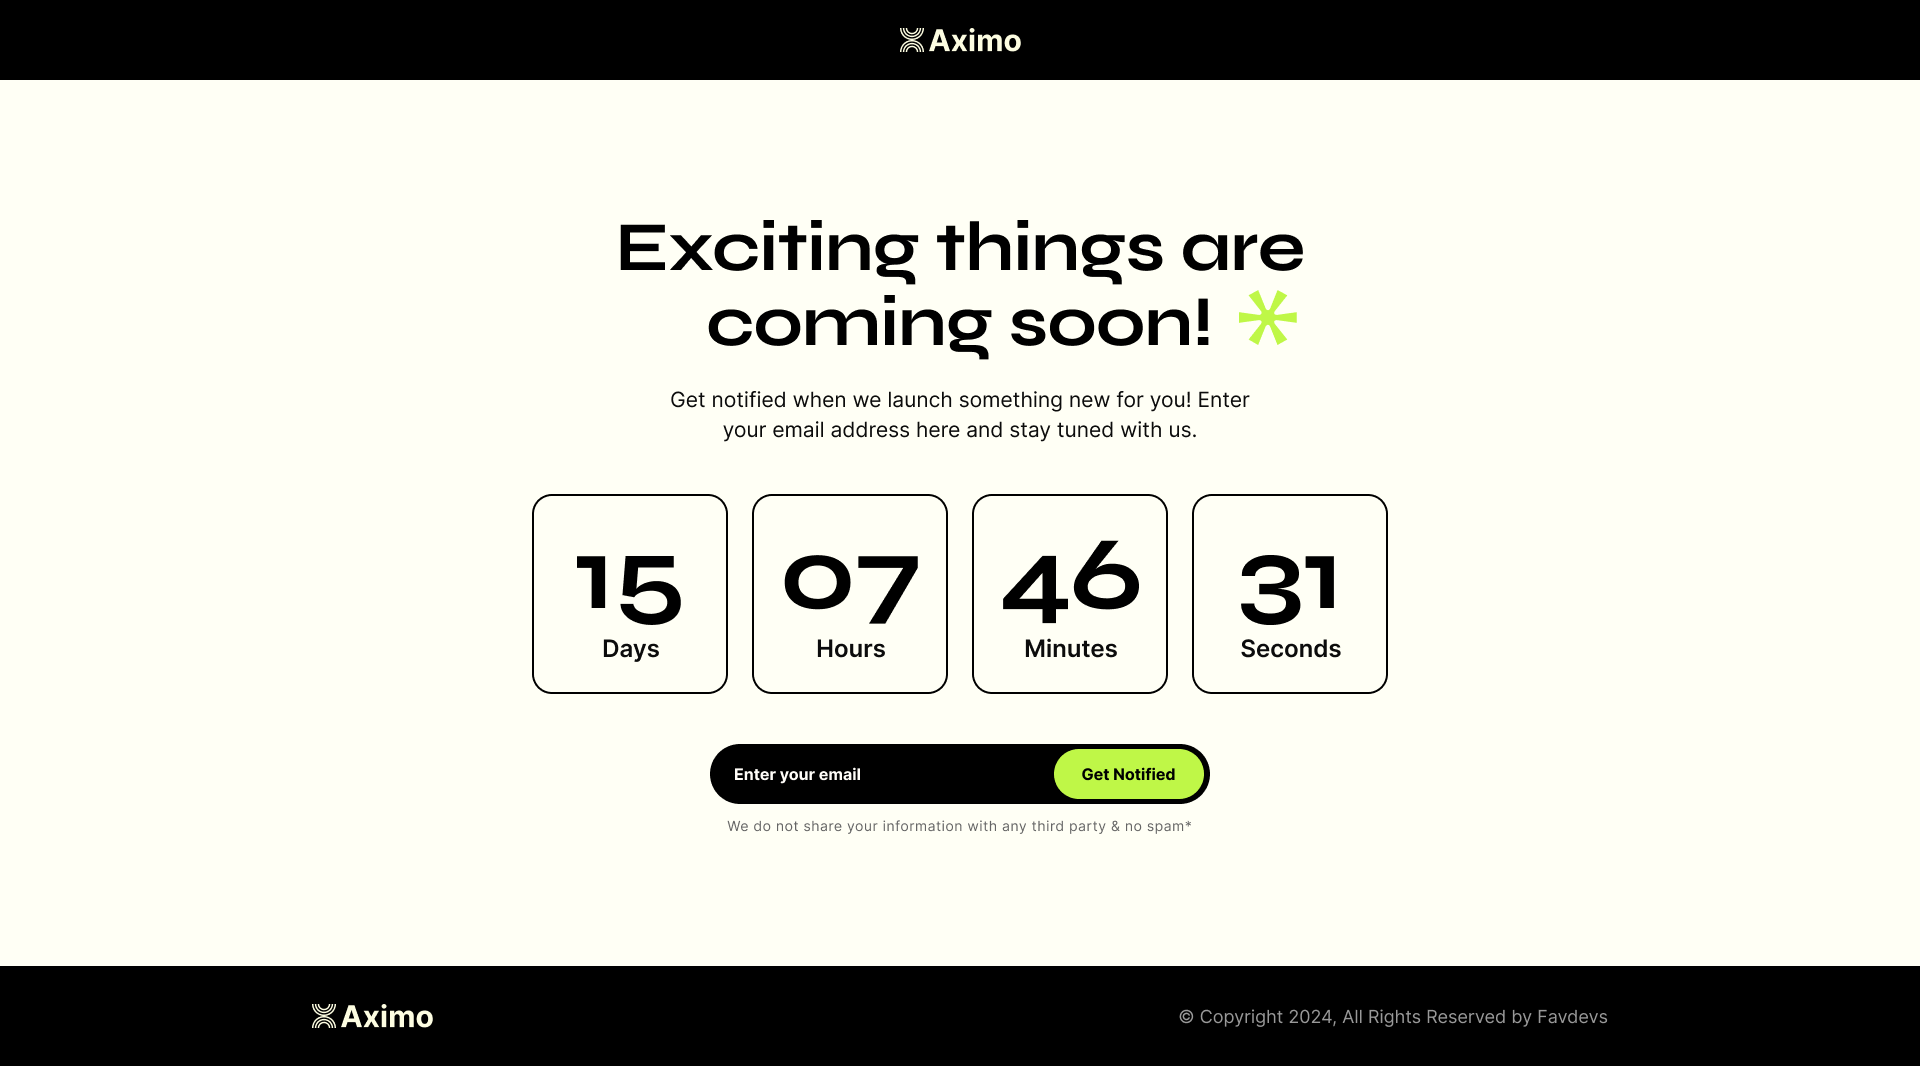 Aximo
Exciting things are
coming soon!
Get notified when we launch something new for you! Enter
your email address here and stay tuned with us.
15
Days
07
Hours
46
Minutes
31
Seconds
Enter your email
Get Notified
We do not share your information with any third party & no spam*
Aximo
© Copyright 2024, All Rights Reserved by Favdevs